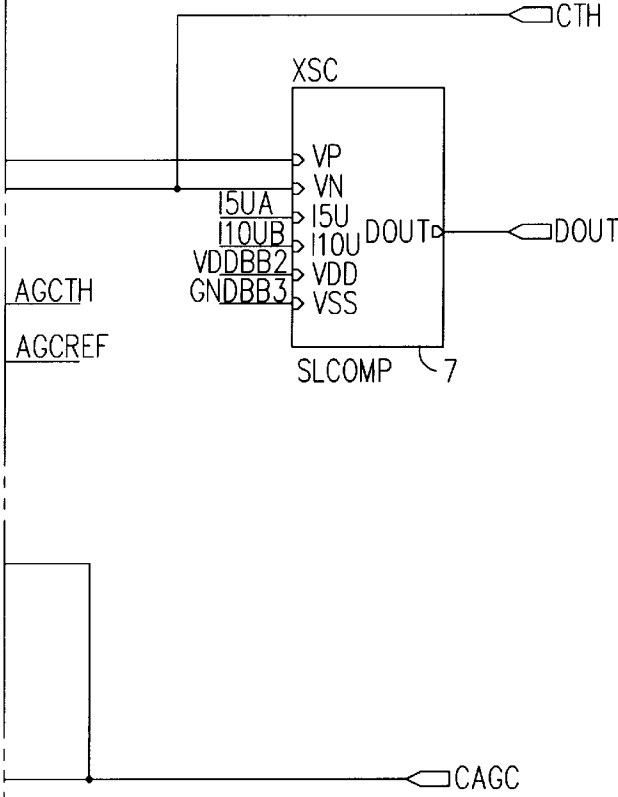 CTH
XSC
VP
VN
I5UA
I5U
I10UB
I10U
DOUT
DOUT
VDDBB2
VDD
GNDBB3
VSS
AGCTH
AGCREF
SLCOMP
7
CAGC